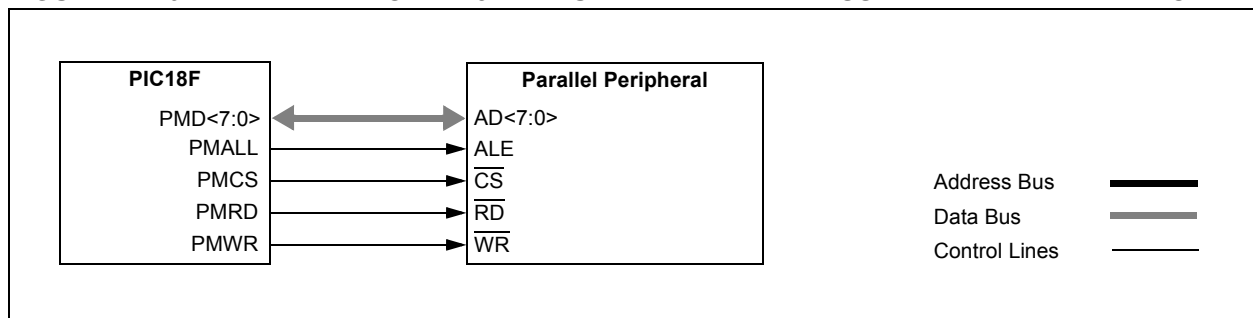 PIC18F
Parallel Peripheral
PMD<7:0>
AD<7:0>
PMALL
ALE
PMCS
CS
PMRD
RD
PMWR
WR
Address Bus
Data Bus
Control Lines